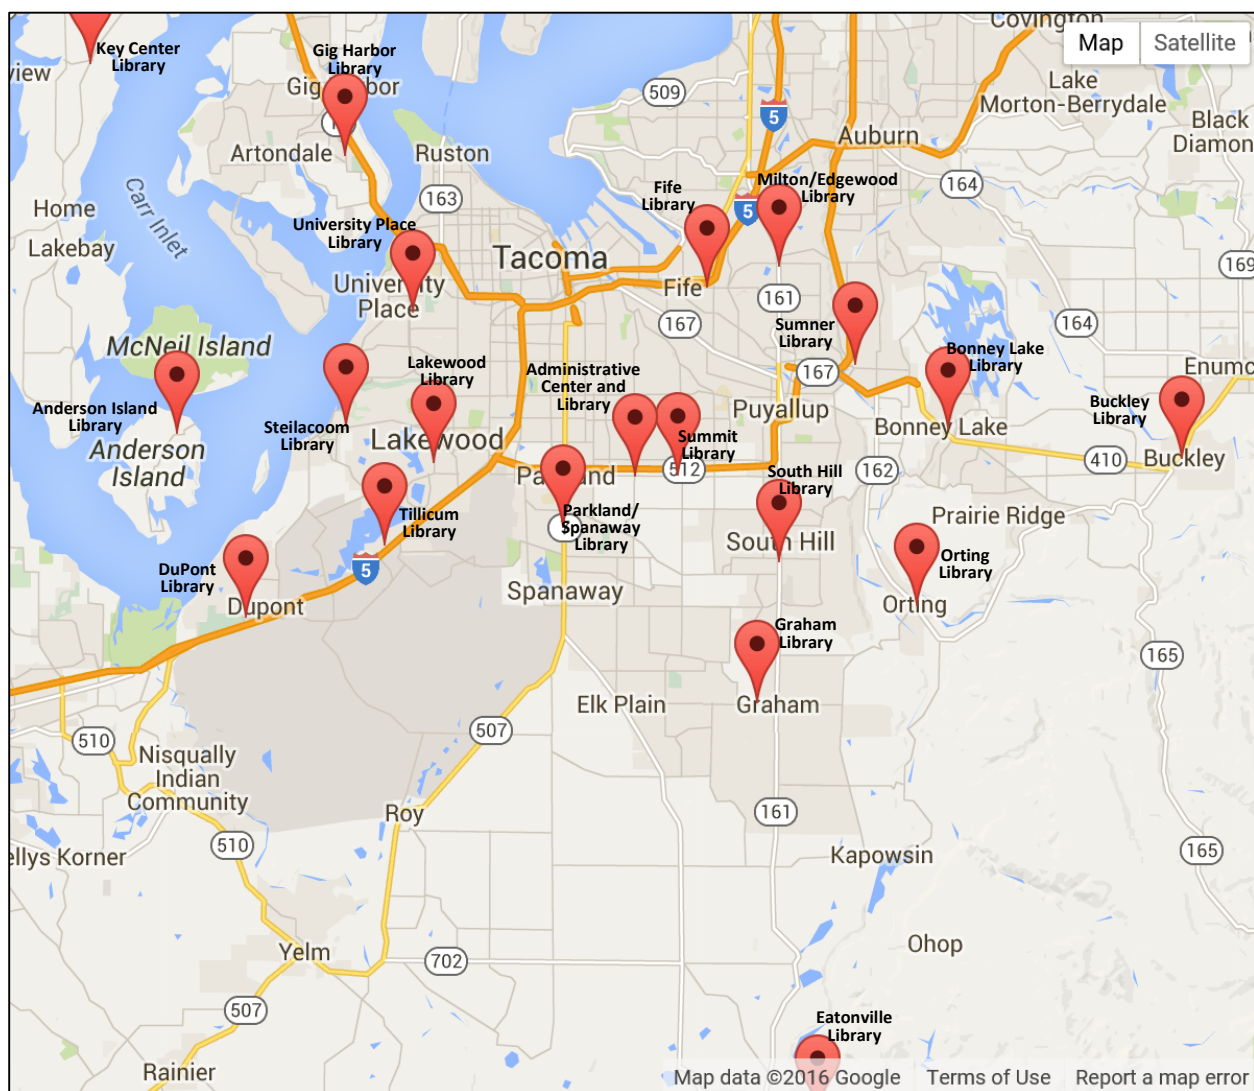 Covington
Map
Satellite
Key Center
Library
Gig Harbor
Library
view
Gig
bor
509
Lake
Morton-Berrydale
5
Black
Diamon
Auburn
Artondale
Ruston
Carr Inlet
163
Fife
Library
Milton/Edgewood
Library
164
Home
5
University Place
Library
Lakebay
Tacoma
169
University
Place
Fife
161
167
Sumner
Library
164
McNeil Island
Bonney Lake
Library
Lakewood
Library
Administrative
Center and
Library
167
Enumc
Anderson Island
Library
Steilacoom
Library
Puyallup
Buckley
Library
Anderson
Island
Lakewood
Summit
Library
Bonney Lake
Parkland
512
South Hill
Library
162
410
Buckley
Tillicum
Library
Parkland/
Spanaway
Library
Prairie Ridge
South Hill
DuPont
Library
5
Orting
Library
Dupont
Spanaway
Orting
Graham
Library
165
Elk Plain
Graham
510
507
Nisqually
Indian
Community
Roy
161
510
ellys Korner
Kapowsin
165
Yelm
702
Ohop
507
Eatonville
Library
Rainier
Map data ©2016 Google
Terms of Use
Report a map error